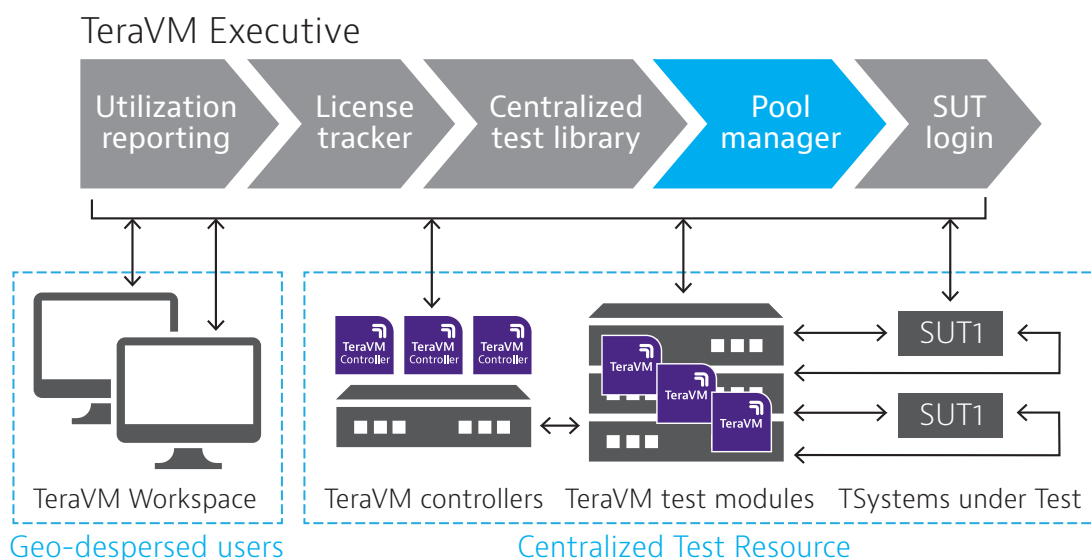 TeraVM Executive
Utilization
reporting
License
tracker
Centralized
test library
Pool
manager
SUT
login
TeraVM
Controller
TeraVM
Controller
TeraVM
Controller
TeraVM
TeraVM
TeraVM
SUT1
SUT1
TeraVM Workspace
TeraVM controllers
TeraVM test modules
TSystems under Test
Geo-despersed users
Centralized Test Resource